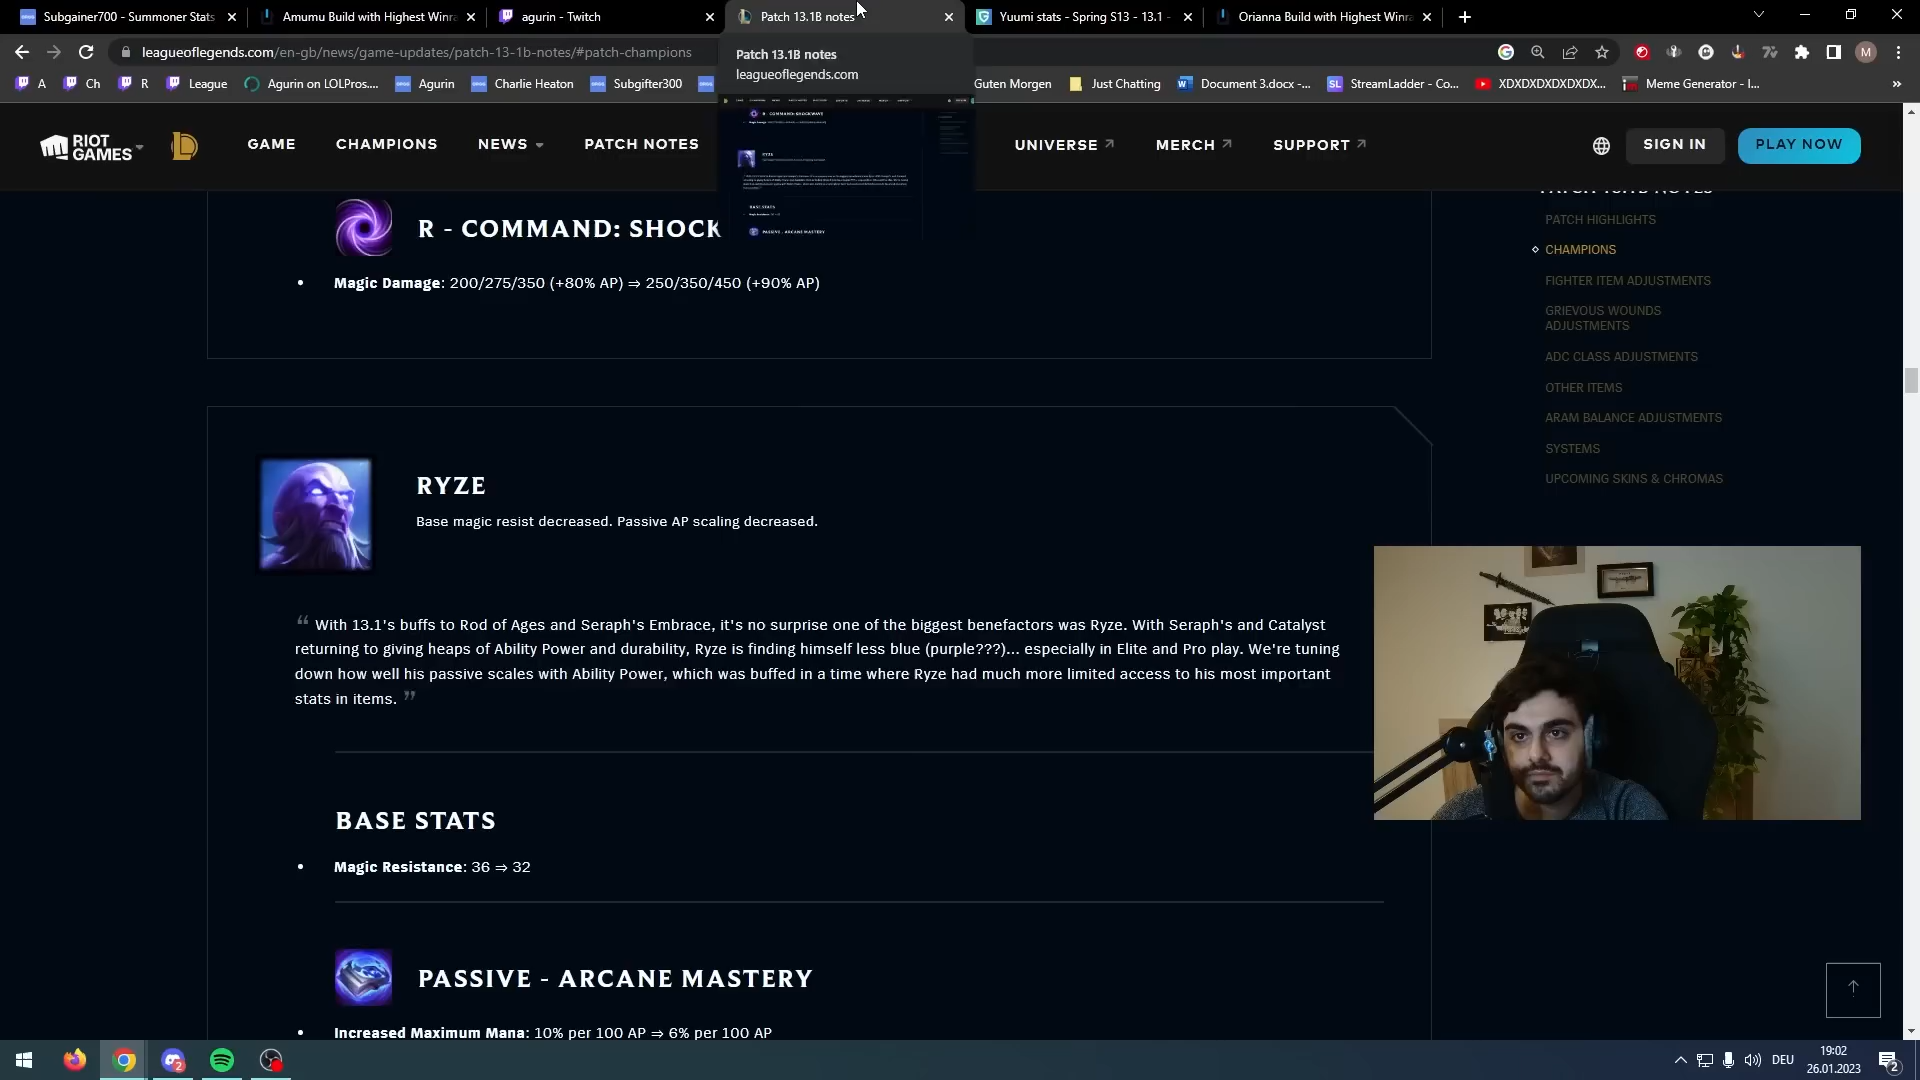 Subgainer700 - Summoner Stats
Amumu Build with Highest Winra
agurin - Twitch
Patch 13.1B notes
Yuumi stats - Spring S13 - 13.1 -
Orianna Build with Highest Winra
leagueoflegends.com/en-gb/news/game-updates/patch-13-1b-notes/#patch-champions
Patch 13.1B notes
leagueoflegends.com
A
Ch
R
League
Agurin on LOLPros....
Agurin
Charlie Heaton
Subgifter300
Guten Morgen
Just Chatting
Document 3.docx -...
StreamLadder - Co...
XDXDXDXDXDXDX...
Meme Generator - I...
RIOT
GAMES
GAME
CHAMPIONS
NEWS
PATCH NOTES
UNIVERSE
MERCH
SUPPORT
SIGN IN
PLAY NOW
R - COMMAND: SHOCK
• Magic Damage: 200/275/350 (+80% AP) ⇒ 250/350/450 (+90% AP)
RYZE
Base magic resist decreased. Passive AP scaling decreased.
“ With 13.1's buffs to Rod of Ages and Seraph's Embrace, it's no surprise one of the biggest benefactors was Ryze. With Seraph's and Catalyst
returning to giving heaps of Ability Power and durability, Ryze is finding himself less blue (purple???)... especially in Elite and Pro play. We're tuning
down how well his passive scales with Ability Power, which was buffed in a time where Ryze had much more limited access to his most important
stats in items. ”
BASE STATS
• Magic Resistance: 36 ⇒ 32
PASSIVE - ARCANE MASTERY
• Increased Maximum Mana: 10% per 100 AP ⇒ 6% per 100 AP
PATCH 13.1B NOTES
PATCH HIGHLIGHTS
CHAMPIONS
FIGHTER ITEM ADJUSTMENTS
GRIEVOUS WOUNDS
ADJUSTMENTS
ADC CLASS ADJUSTMENTS
OTHER ITEMS
ARAM BALANCE ADJUSTMENTS
SYSTEMS
UPCOMING SKINS & CHROMAS
DEU
19:02
26.01.2023
2